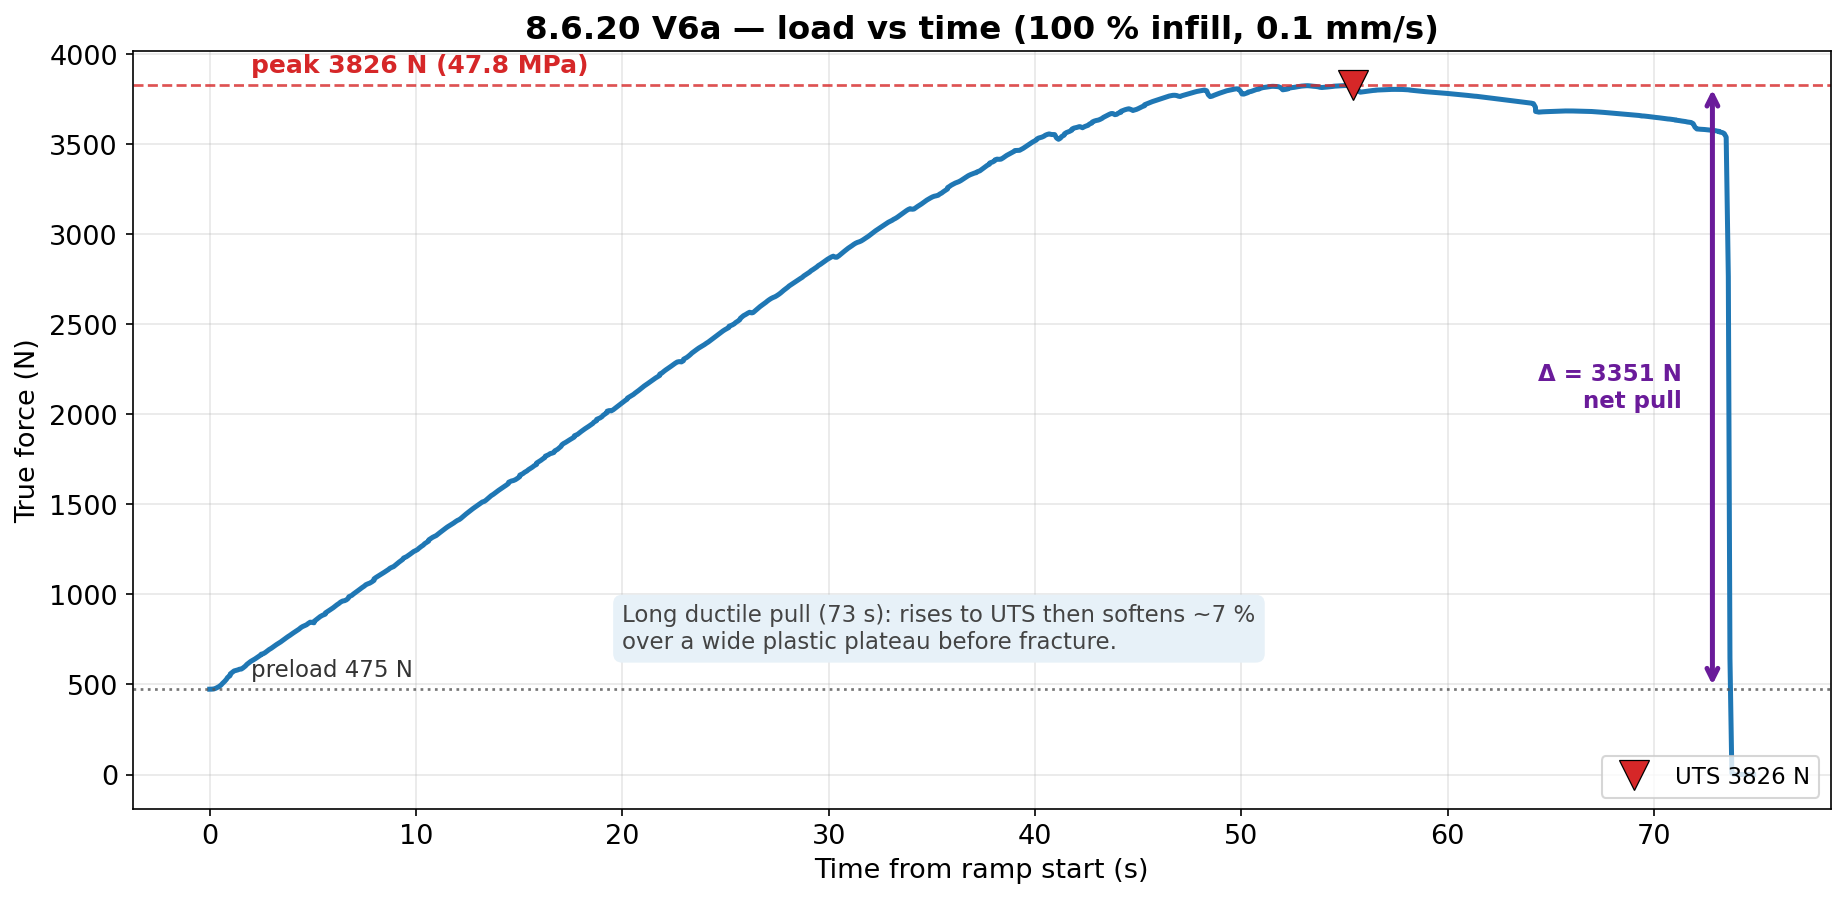 8.6.20 V6a — load vs time (100 % infill, 0.1 mm/s)
peak 3826 N (47.8 MPa)
4000
3500
3000
2500
2000
1500
1000
500
0
True force (N)
Δ = 3351 N
net pull
Long ductile pull (73 s): rises to UTS then softens ~7 %
over a wide plastic plateau before fracture.
preload 475 N
UTS 3826 N
0 10 20 30 40 50 60 70
Time from ramp start (s)